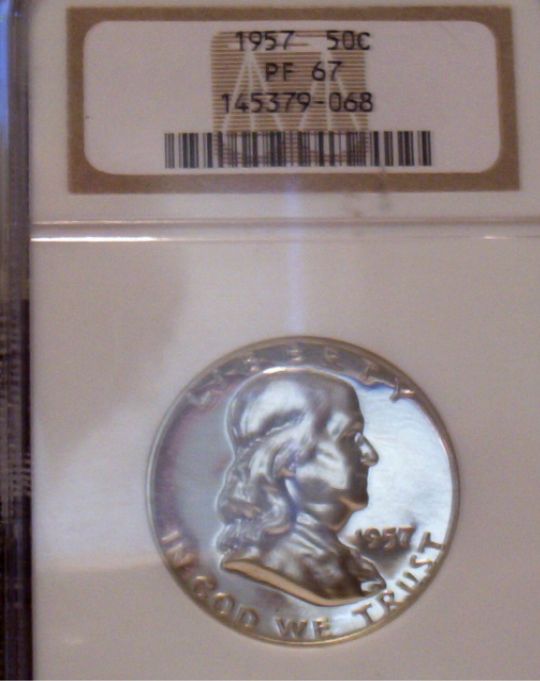 1957 50C
PF 67
145379-068
LIBERTY
1957
IN GOD WE TRUST